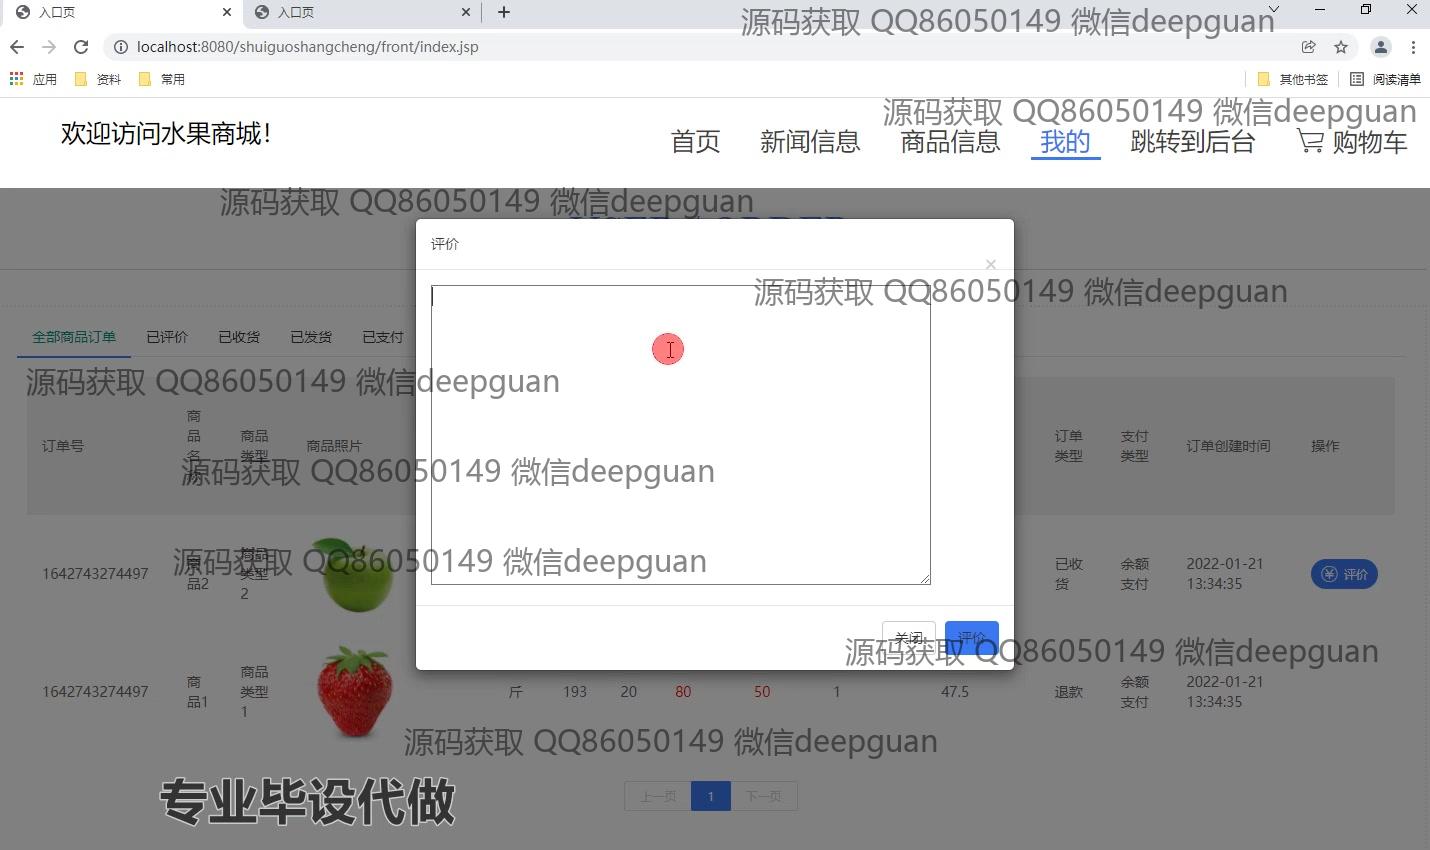 入口页
入口页
源码获取 QQ86050149 微信deepguan
localhost:8080/shuiguoshangcheng/front/index.jsp
应用
资料
常用
其他书签
阅读清单
源码获取 QQ86050149 微信deepguan
欢迎访问水果商城!
首页
新闻信息
商品信息
我的
跳转到后台
购物车
源码获取 QQ86050149 微信deepguan
评价
×
源码获取 QQ86050149 微信deepguan
全部商品订单
已评价
已收货
已发货
已支付
源码获取 QQ86050149 微信deepguan
订单号
商品名称
商品类型
商品照片
订单类型
支付类型
订单创建时间
操作
源码获取 QQ86050149 微信deepguan
源码获取 QQ86050149 微信deepguan
1642743274497
商品2
商品类型2
已收货
余额支付
2022-01-21 13:34:35
评价
关闭
评价
源码获取 QQ86050149 微信deepguan
1642743274497
商品1
商品类型1
斤
193
20
80
50
1
47.5
退款
余额支付
2022-01-21 13:34:35
源码获取 QQ86050149 微信deepguan
专业毕设代做
上一页
1
下一页